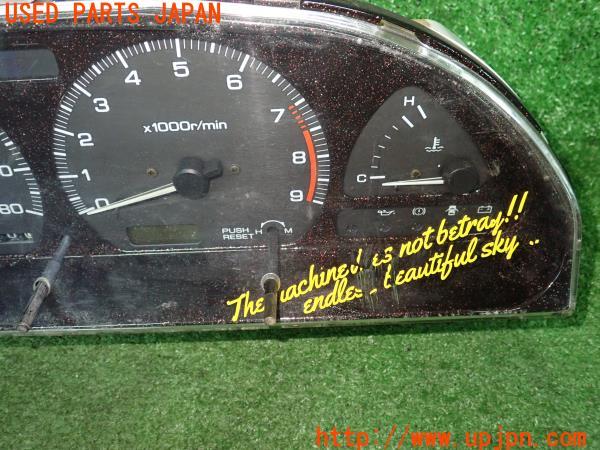 USED PARTS JAPAN
0 1 2 3 4 5 6 7 8 9
x1000r/min
PUSH H M
RESET
H
C
80
The machine does not betray!!
endless beautiful sky ..
http://www.upjpn.com